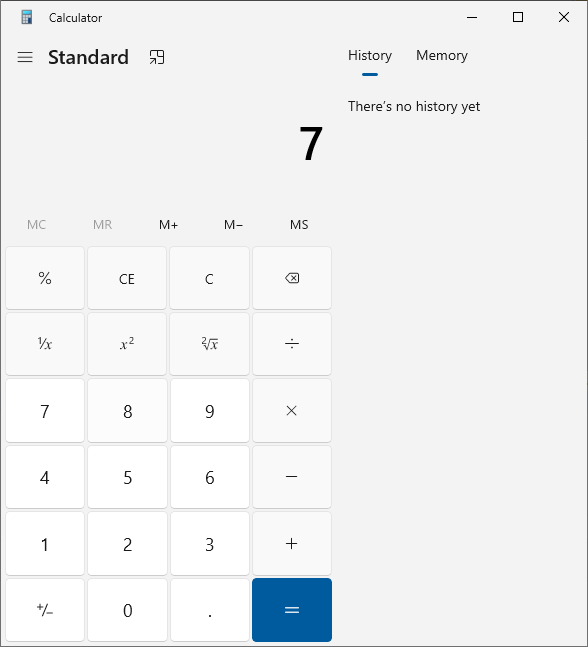 Calculator
Standard
History Memory
There's no history yet
7
MC MR M+ M− MS
% CE C
¹/x x² ²√x ÷
7 8 9 ×
4 5 6 −
1 2 3 +
+/− 0 . =